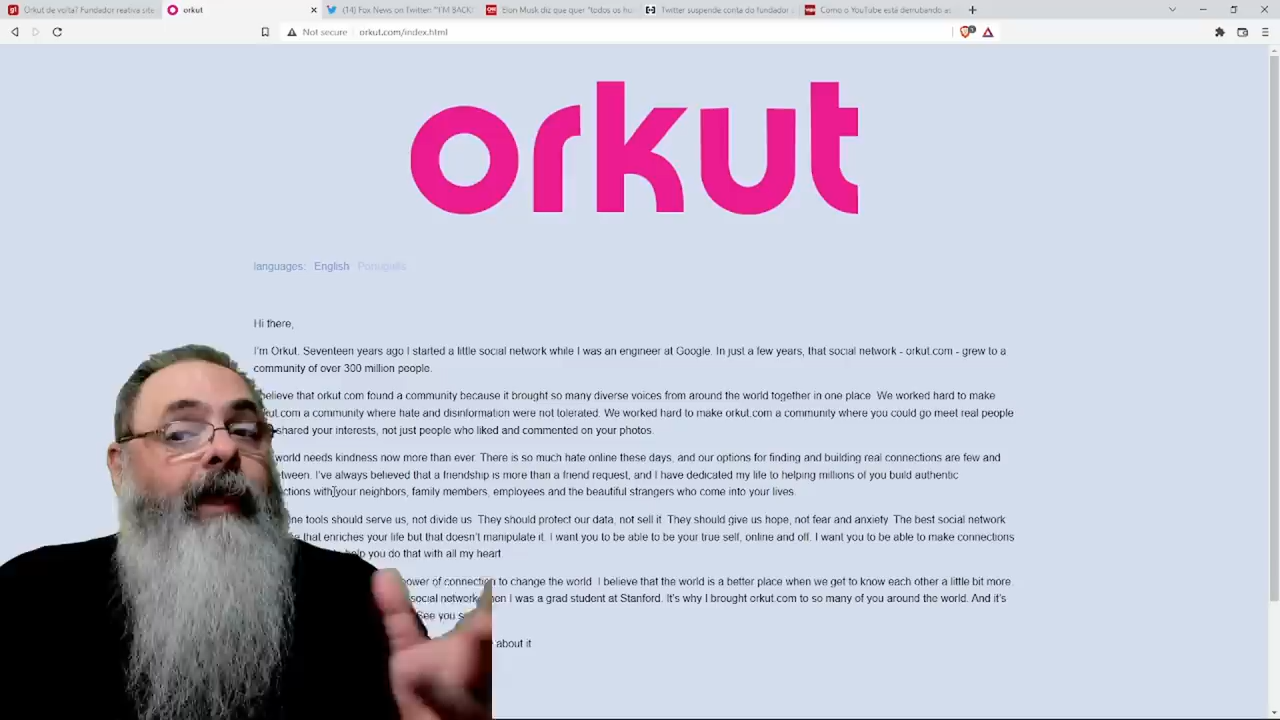 Orkut de volta? Fundador reativa site
orkut
(14) Fox News on Twitter: "'I'M BACK!
Elon Musk diz que quer "todos os hu
Twitter suspende conta do fundador
Como o YouTube está derrubando as
Not secure orkut.com/index.html
orkut
languages: English Português
Hi there,
I'm Orkut. Seventeen years ago I started a little social network while I was an engineer at Google. In just a few years, that social network - orkut.com - grew to a
community of over 300 million people.
believe that orkut.com found a community because it brought so many diverse voices from around the world together in one place. We worked hard to make
.com a community where hate and disinformation were not tolerated. We worked hard to make orkut.com a community where you could go meet real people
shared your interests, not just people who liked and commented on your photos.
world needs kindness now more than ever. There is so much hate online these days, and our options for finding and building real connections are few and
I've always believed that a friendship is more than a friend request, and I have dedicated my life to helping millions of you build authentic
with your neighbors, family members, employees and the beautiful strangers who come into your lives.
tools should serve us, not divide us. They should protect our data, not sell it. They should give us hope, not fear and anxiety. The best social network
that enriches your life but that doesn't manipulate it. I want you to be able to be your true self, online and off. I want you to be able to make connections
help you do that with all my heart.
power of connection to change the world. I believe that the world is a better place when we get to know each other a little bit more.
social network when I was a grad student at Stanford. It's why I brought orkut.com to so many of you around the world. And it's
See you
about it